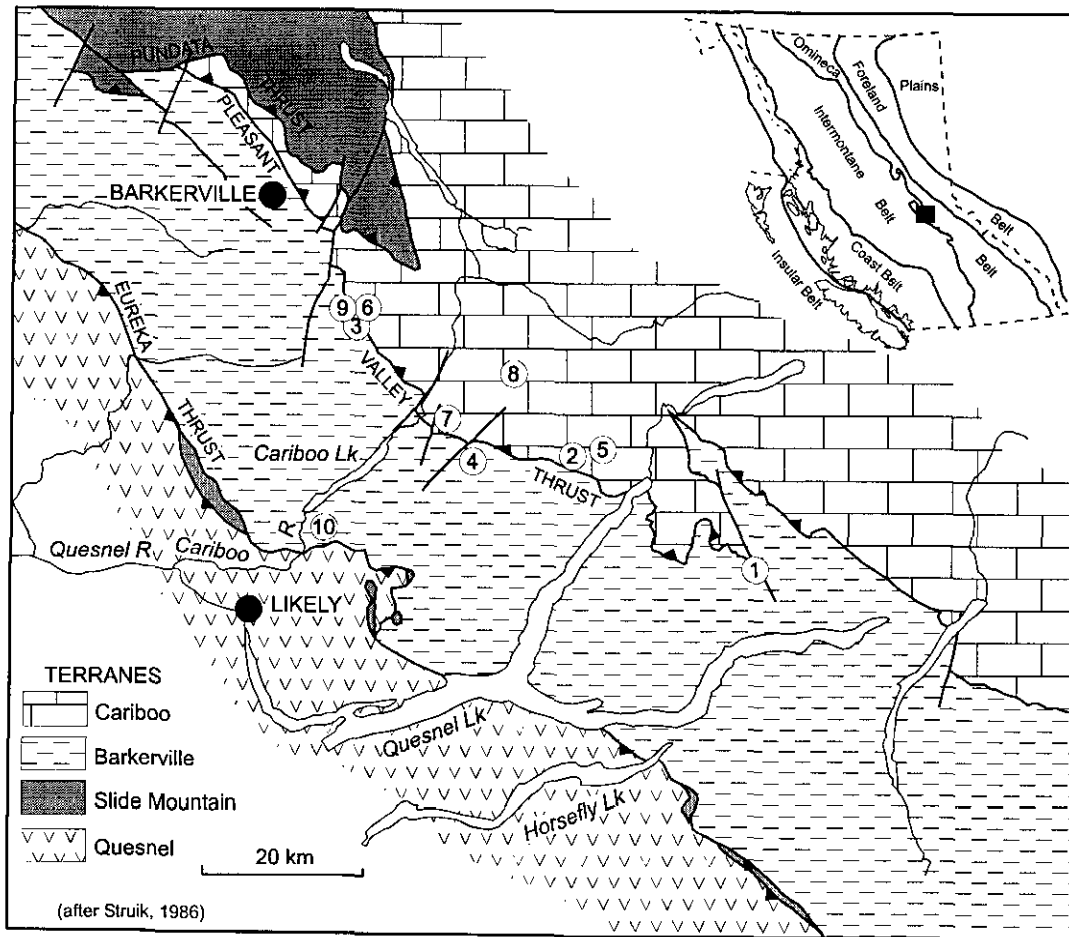 PUNDATA
THRUST
PLEASANT
BARKERVILLE
EUREKA
THRUST
9
6
3
VALLEY
8
7
4
2
5
THRUST
Cariboo Lk
10
R
Quesnel R
Cariboo
1
LIKELY
Quesnel Lk
Horsefly Lk
TERRANES
Cariboo
Barkerville
Slide Mountain
Quesnel
20 km
(after Struik, 1986)
Omineca
Foreland
Plains
Intermontane
Belt
Belt
Belt
Coast Belt
Insular Belt